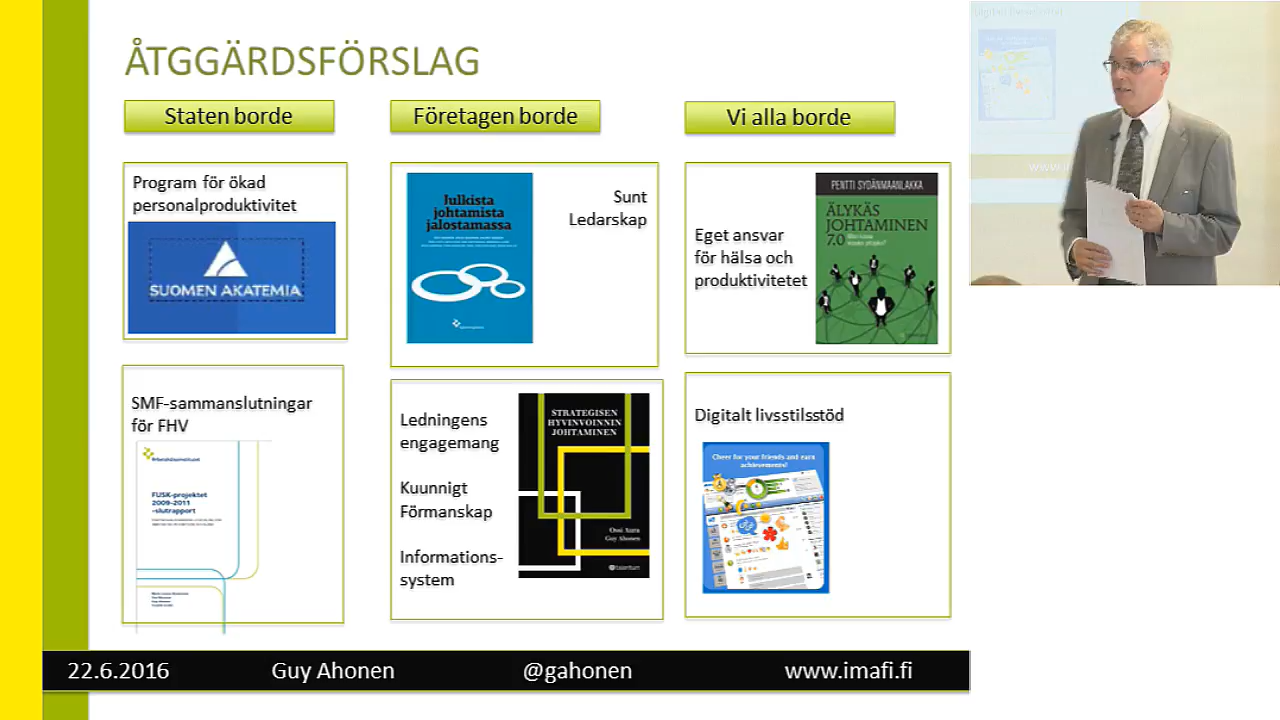 ÅTGGÄRDSFÖRSLAG
Staten borde
Företagen borde
Vi alla borde
Program för ökad
personalproduktivitet
SUOMEN AKATEMIA
SMF-sammanslutningar
för FHV
FUSK-projektet
2009-2011
-slutrapport
Julkista
johtamista
jalostamassa
Sunt
Ledarskap
Ledningens
engagemang
Kuunnigt
Förmanskap
Informations-
system
STRATEGISEN
HYVINVOINNIN
JOHTAMINEN
Ossi Aura
Guy Ahonen
talentum
Eget ansvar
för hälsa och
produktivitetet
PENTTI SYDÄNMAANLAKKA
ÄLYKÄS
JOHTAMINEN
7.0
Digitalt livsstilsstöd
Cheer for your friends and earn
achievements!
22.6.2016
Guy Ahonen
@gahonen
www.imafi.fi